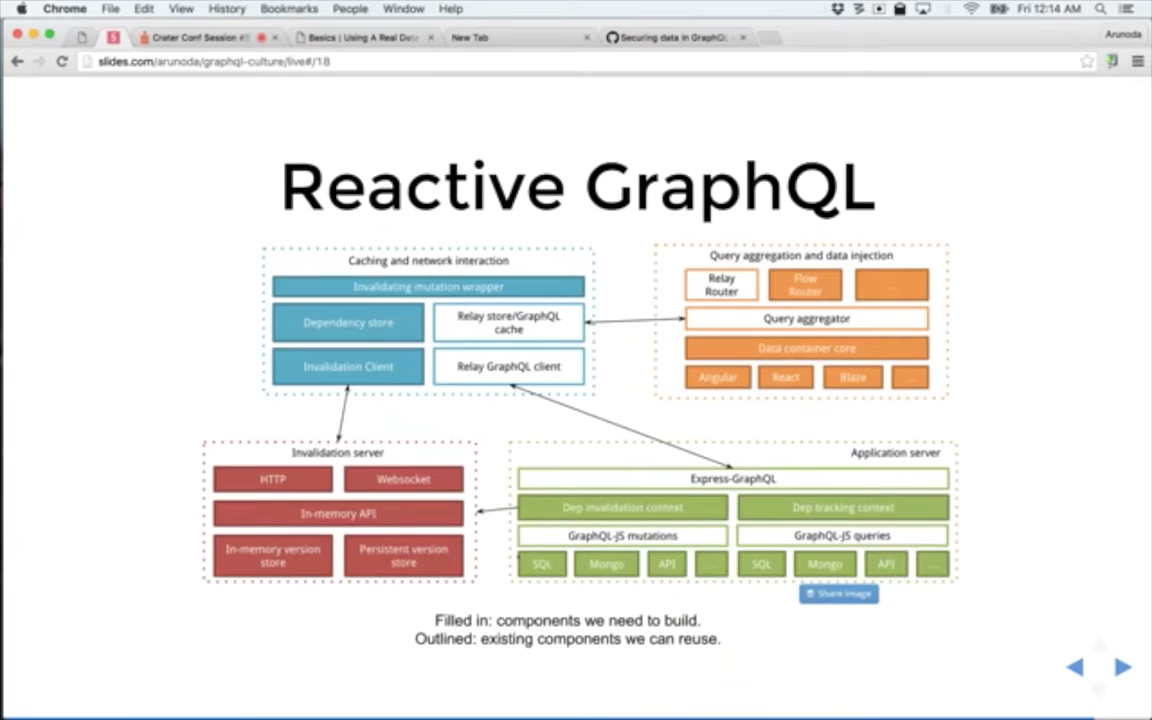 Chrome File Edit View History Bookmarks People Window Help Fri 12:14 AM
Crater Conf Session #5 Basics | Using A Real Data New Tab Securing data in GraphQL Arunoda
slides.com/arunoda/graphql-culture/live#/18
Reactive GraphQL
Caching and network interaction
Invalidating mutation wrapper
Dependency store
Relay store/GraphQL
cache
Invalidation Client
Relay GraphQL client
Query aggregation and data injection
Relay
Router
Flow
Router
...
Query aggregator
Data container core
Angular React Blaze ...
Invalidation server
HTTP Websocket
In-memory API
In-memory version
store
Persistent version
store
Application server
Express-GraphQL
Dep invalidation context Dep tracking context
GraphQL-JS mutations GraphQL-JS queries
SQL Mongo API ... SQL Mongo API ...
Share Image
Filled in: components we need to build.
Outlined: existing components we can reuse.